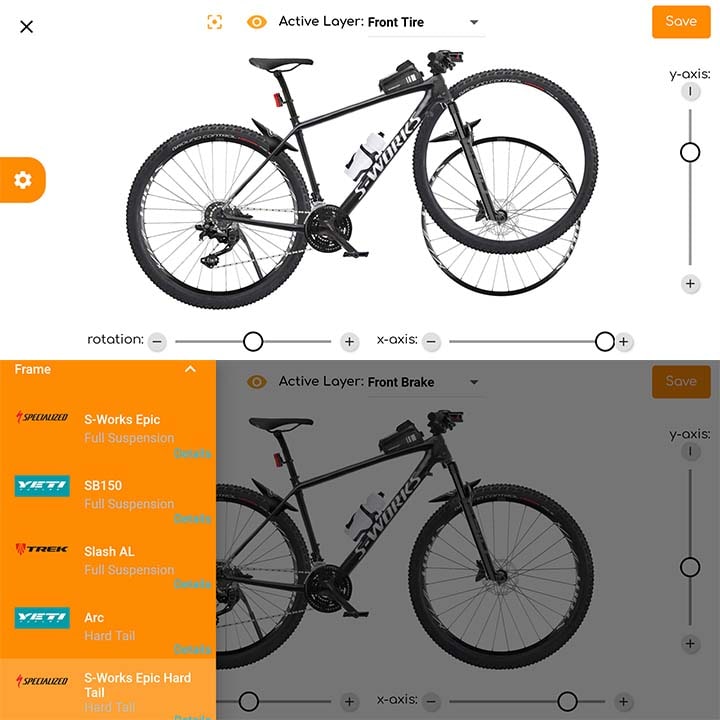 Active Layer: Front Tire
Save
y-axis:
GROUND CONTROL
S-WORKS
rotation:
x-axis:
Frame
Active Layer: Front Brake
Save
SPECIALIZED
S-Works Epic
Full Suspension
Details
y-axis:
YETI
SB150
Full Suspension
Details
S-WORKS
TREK
Slash AL
Full Suspension
Details
YETI
Arc
Hard Tail
Details
SPECIALIZED
S-Works Epic Hard
Tail
Hard Tail
Details
x-axis: